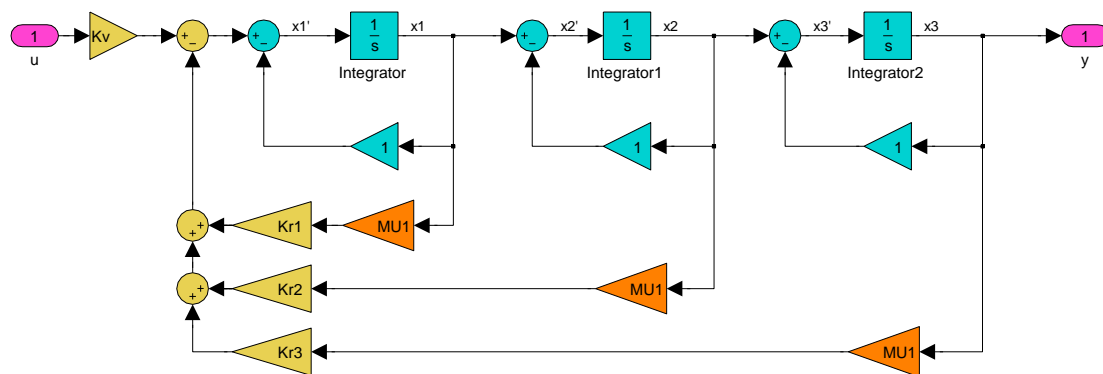 1
u
Kv
+
−
+
−
x1'
1
s
Integrator
x1
+
−
x2'
1
s
Integrator1
x2
+
−
x3'
1
s
Integrator2
x3
1
y
1
1
1
+
+
Kr1
MU1
+
+
Kr2
MU1
Kr3
MU1